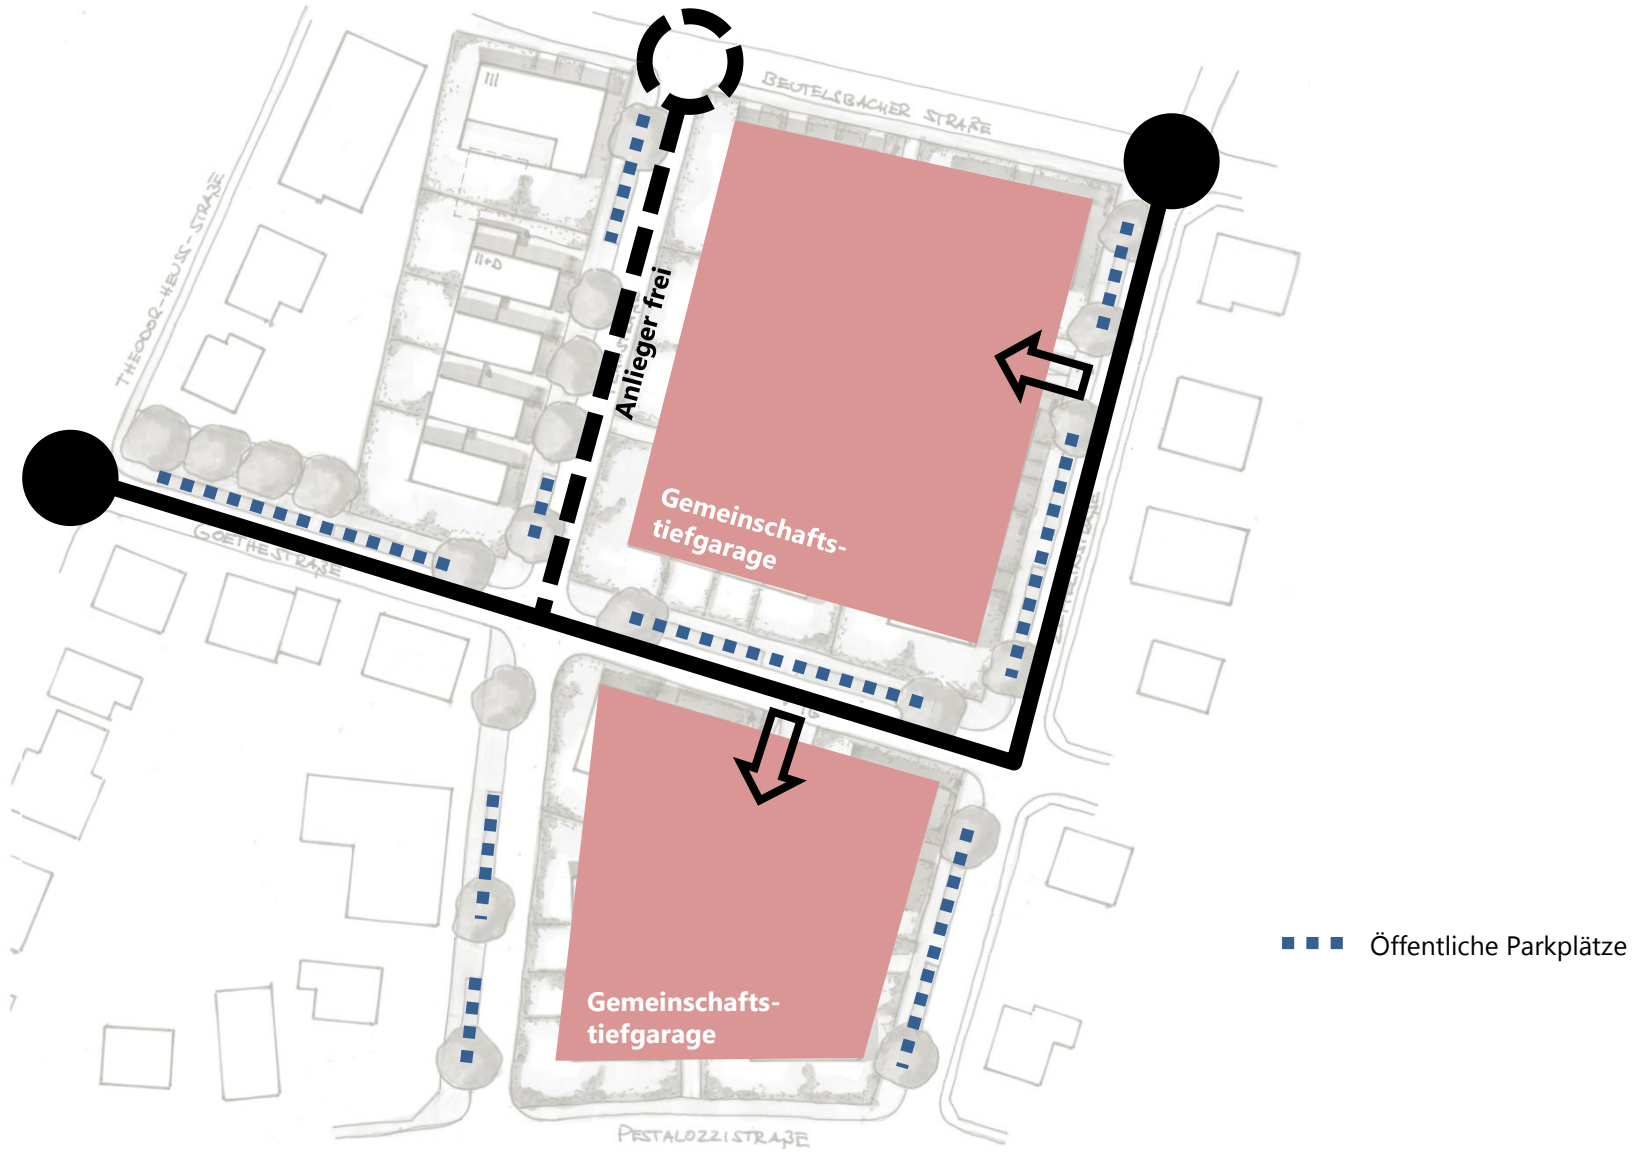 III
BEUTELSBACHER STRAßE
THEODOR-HEUSS-STRAßE
II+D
Anlieger frei
Gemeinschafts-
tiefgarage
GOETHESTRAßE
Gemeinschafts-
tiefgarage
Öffentliche Parkplätze
PESTALOZZISTRAßE